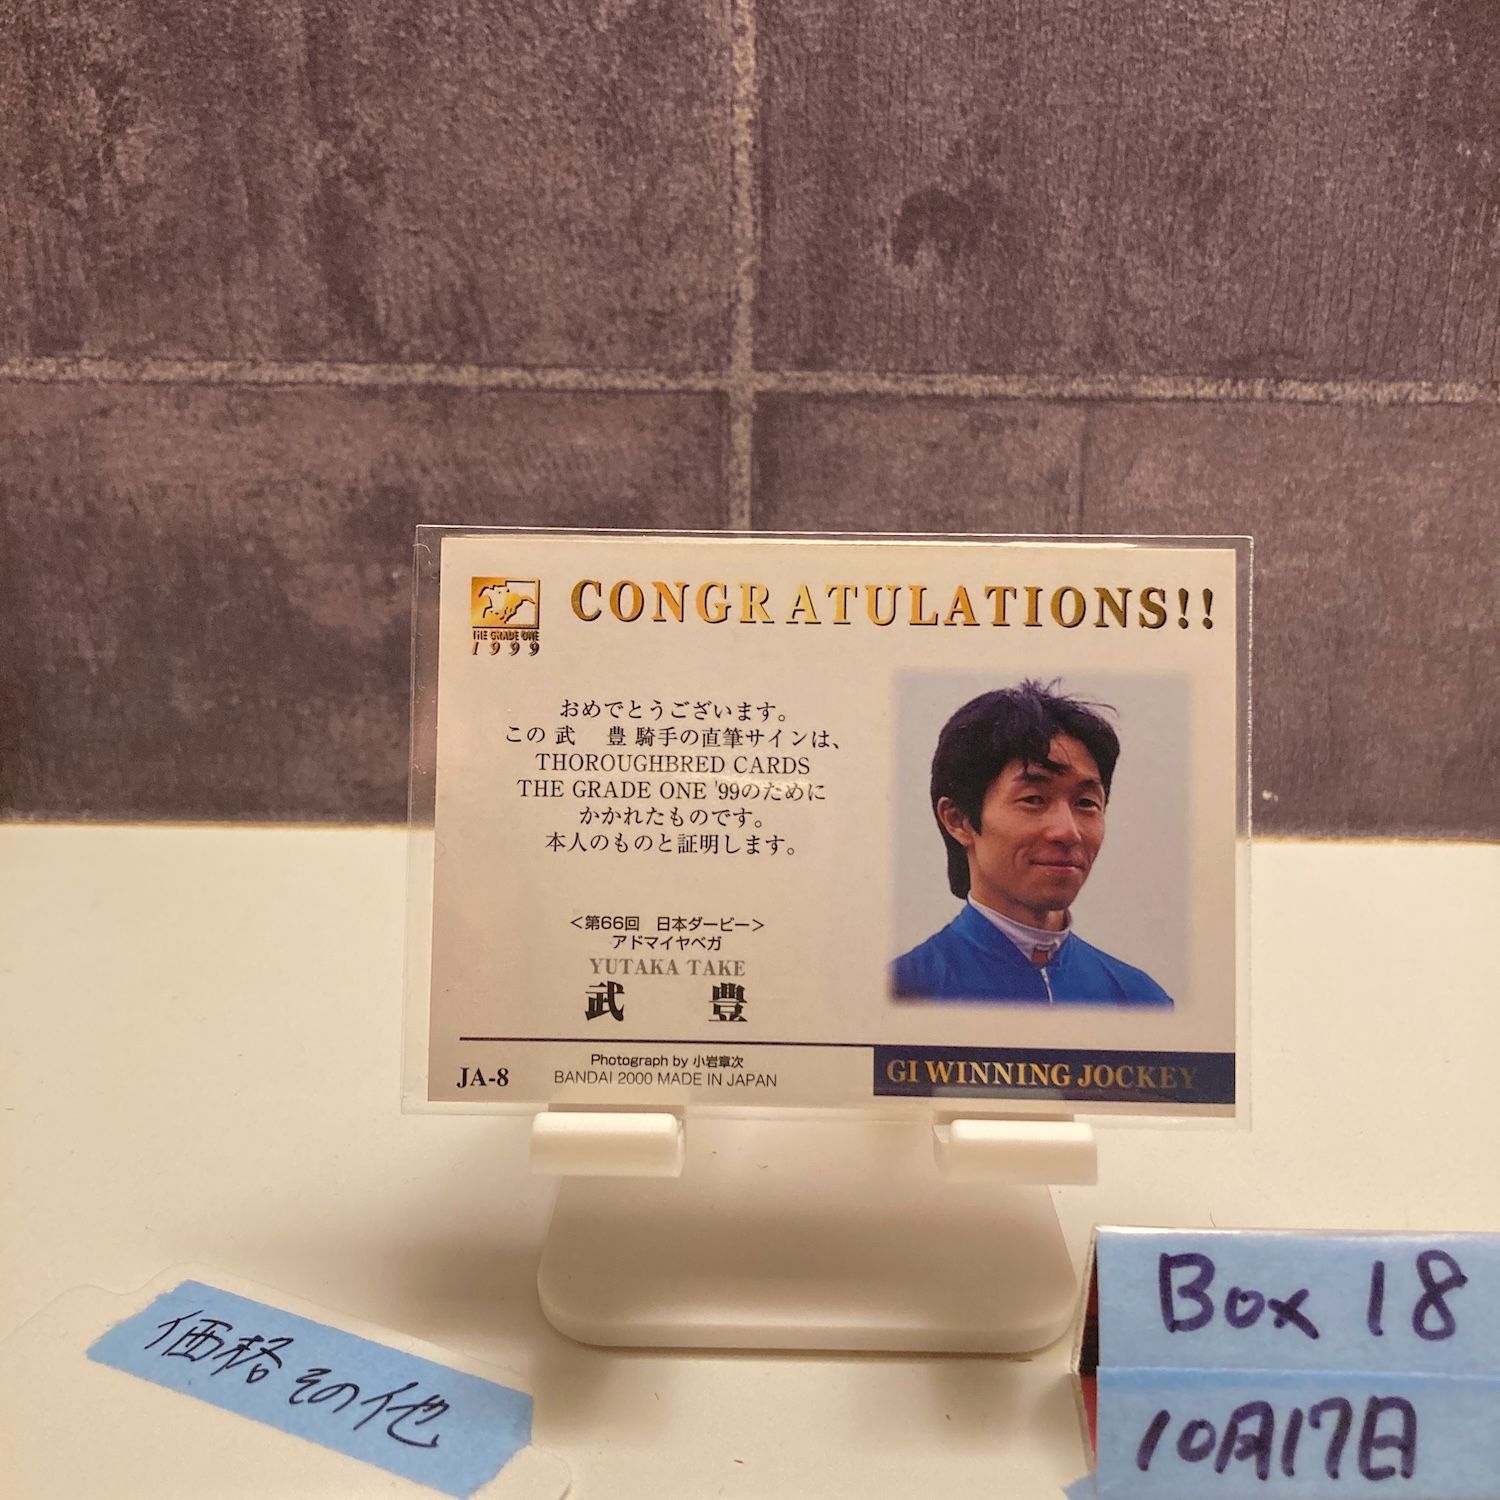 THE GRADE ONE
1999
CONGRATULATIONS!!
おめでとうございます。
この 武　豊 騎手の直筆サインは、
THOROUGHBRED CARDS
THE GRADE ONE '99のために
かかれたものです。
本人のものと証明します。
＜第66回　日本ダービー＞
アドマイヤベガ
YUTAKA TAKE
武　豊
JA-8
Photograph by 小岩章次
BANDAI 2000 MADE IN JAPAN
GI WINNING JOCKEY
価格その他
Box 18
10月17日